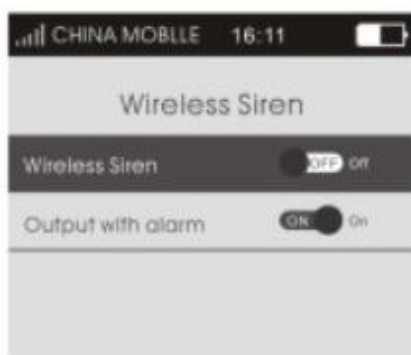 CHINA MOBLLE 16:11
Wireless Siren
Wireless Siren OFF Off
Output with alarm ON On